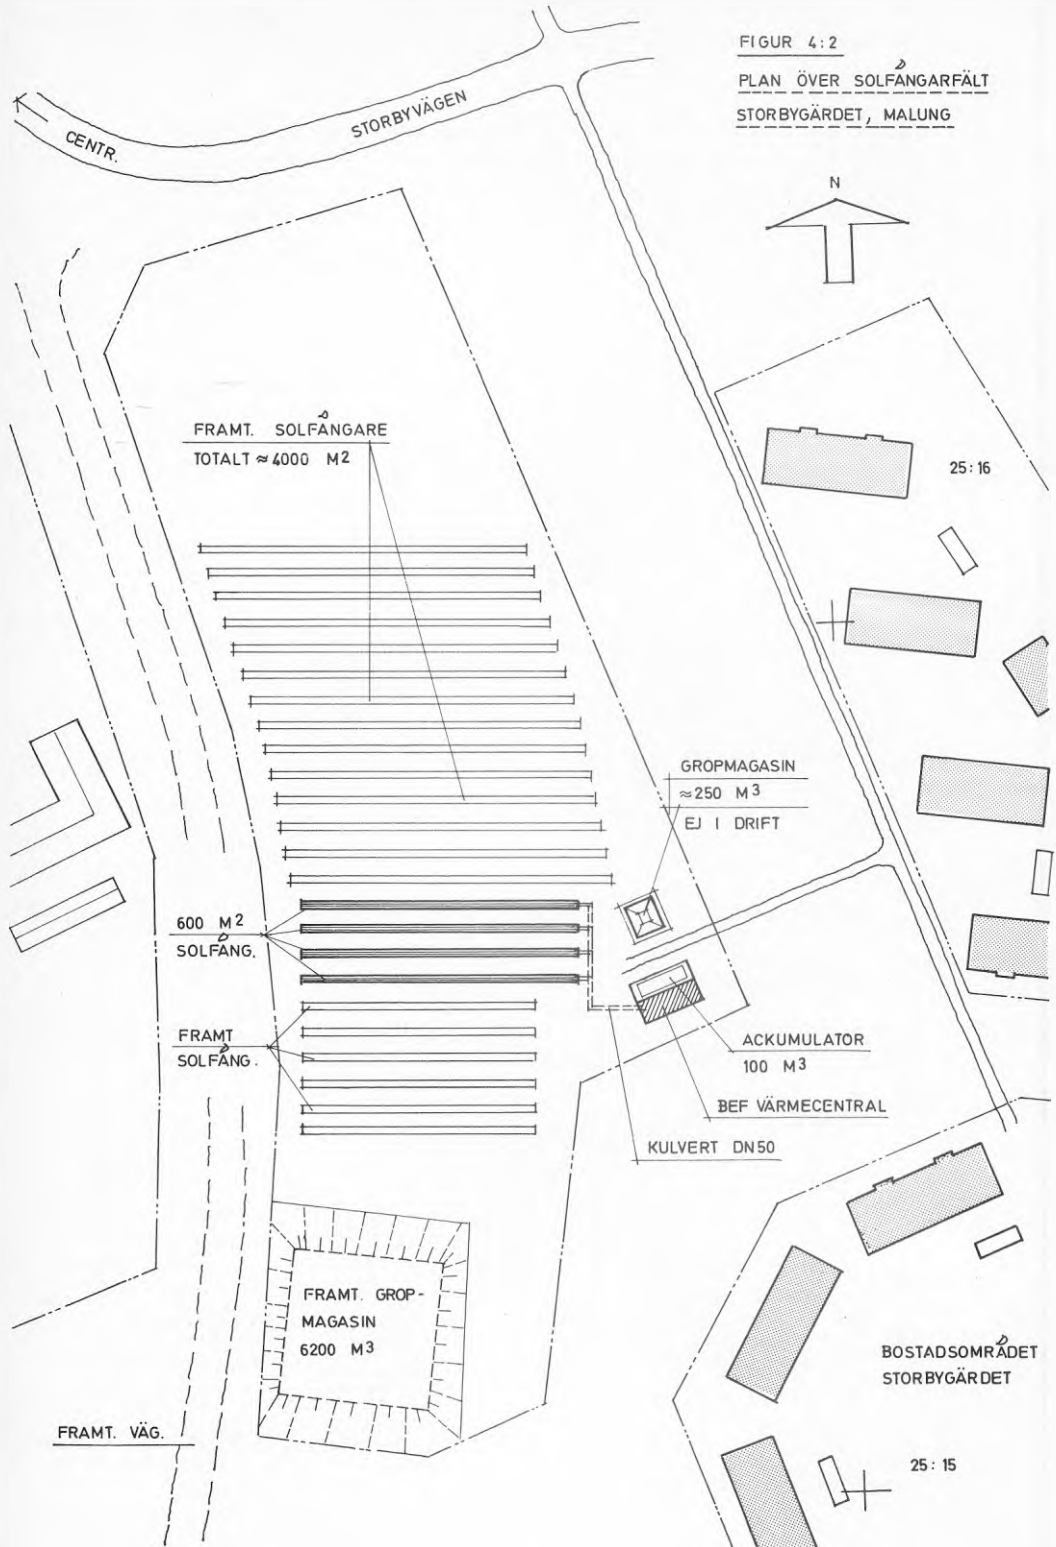 FIGUR 4:2
PLAN ÖVER SOLFÅNGARFÄLT
STORBYGÄRDET, MALUNG
STORBYVÄGEN
CENTR.
N
FRAMT. SOLFÅNGARE
TOTALT ≈4000 M2
25:16
GROPMAGASIN
≈250 M3
EJ I DRIFT
600 M2
SOLFÅNG.
FRAMT
SOLFÅNG.
ACKUMULATOR
100 M3
BEF VÄRMECENTRAL
KULVERT DN50
FRAMT. GROP-
MAGASIN
6200 M3
BOSTADSOMRÅDET
STORBYGÄRDET
FRAMT. VÄG.
25:15